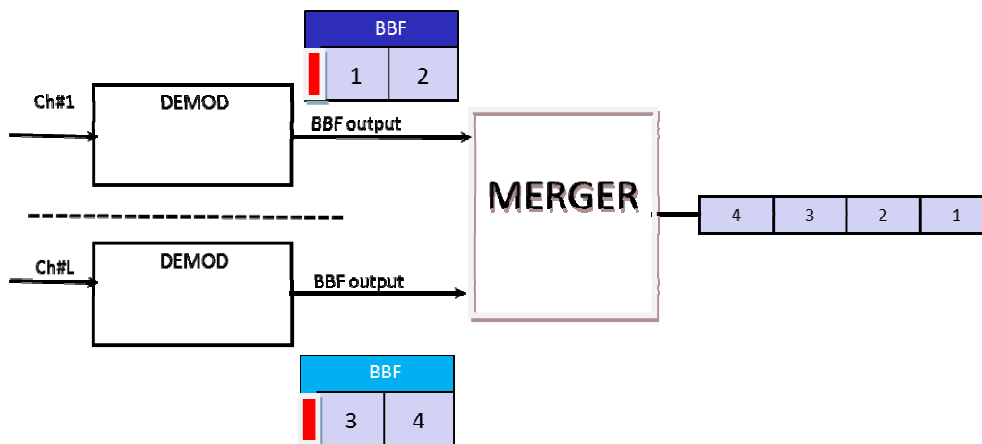 BBF
1 2
Ch#1
DEMOD
BBF output
MERGER
4 3 2 1
Ch#L
DEMOD
BBF output
BBF
3 4